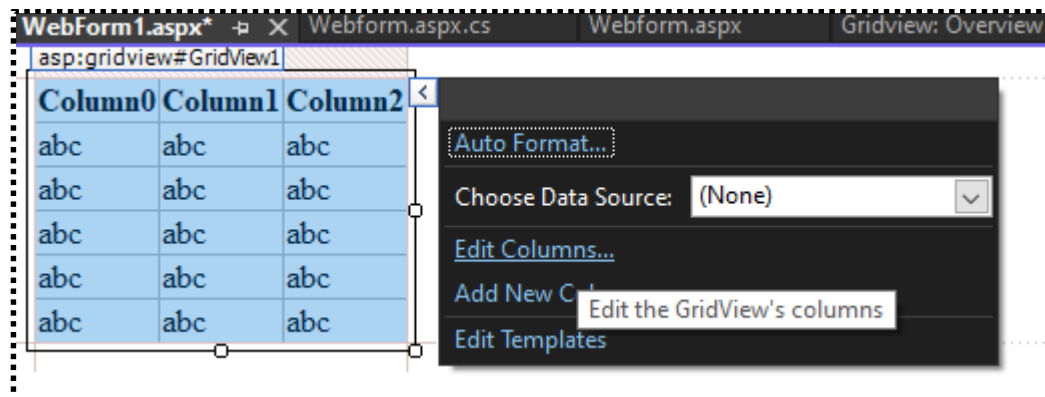 WebForm1.aspx* Webform.aspx.cs Webform.aspx Gridview: Overview
asp:gridview#GridView1
Column0 Column1 Column2
abc abc abc
abc abc abc
abc abc abc
abc abc abc
abc abc abc
Auto Format...
Choose Data Source: (None)
Edit Columns...
Add New
Edit the GridView's columns
Edit Templates